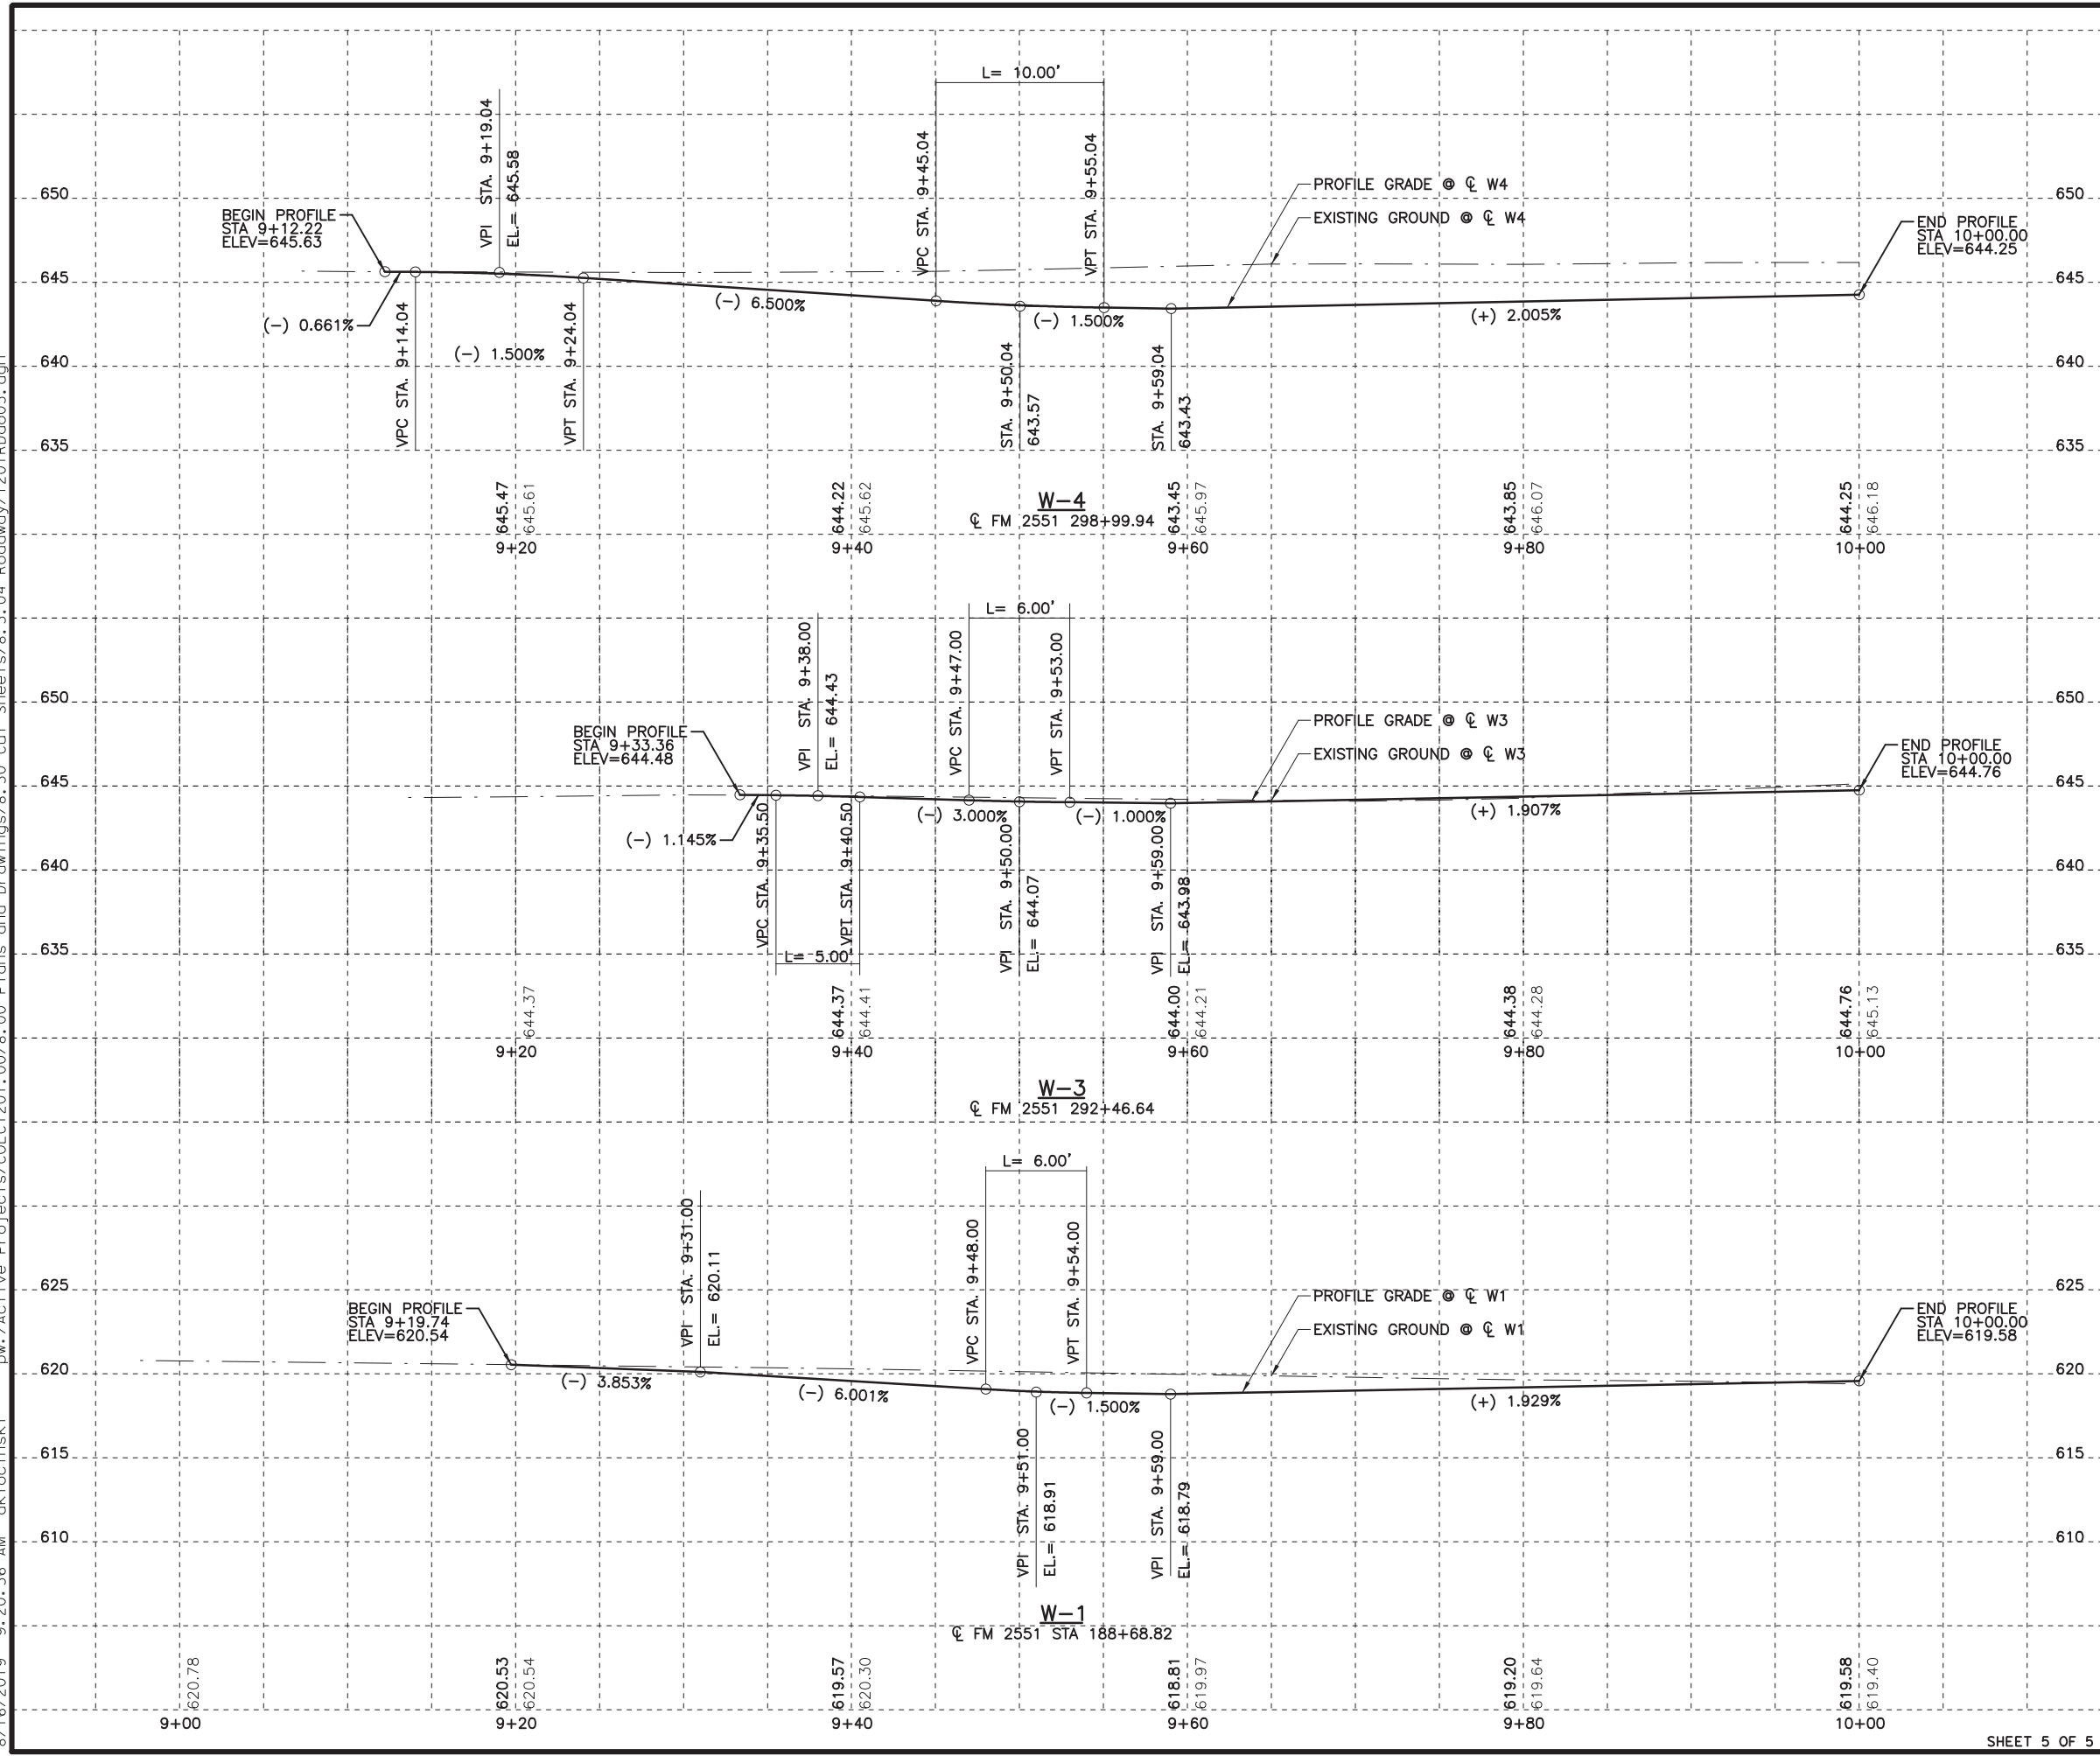 L= 10.00'
VPI STA. 9+19.04
EL.= 645.58
VPC STA. 9+45.04
VPT STA. 9+55.04
PROFILE GRADE @ ℄ W4
EXISTING GROUND @ ℄ W4
650
650
BEGIN PROFILE
STA 9+12.22
ELEV=645.63
END PROFILE
STA 10+00.00
ELEV=644.25
645
645
(-) 0.661%
(-) 1.500%
(-) 6.500%
(-) 1.500%
(+) 2.005%
VPC STA. 9+14.04
VPT STA. 9+24.04
STA. 9+50.04
643.57
STA. 9+59.04
643.43
640
640
635
635
645.47
645.61
644.22
645.62
643.45
645.97
643.85
646.07
644.25
646.18
W-4
℄ FM 2551 298+99.94
9+20
9+40
9+60
9+80
10+00
L= 6.00'
VPI STA. 9+38.00
EL.= 644.43
VPC STA. 9+47.00
VPT STA. 9+53.00
650
650
PROFILE GRADE @ ℄ W3
EXISTING GROUND @ ℄ W3
BEGIN PROFILE
STA 9+33.36
ELEV=644.48
END PROFILE
STA 10+00.00
ELEV=644.76
645
645
(-) 1.145%
(-) 3.000%
(-) 1.000%
(+) 1.907%
VPC STA. 9+35.50
VPT STA. 9+40.50
VPI STA. 9+50.00
EL.= 644.07
VPI STA. 9+59.00
EL.= 643.98
640
640
635
635
L= 5.00'
644.37
644.37
644.41
644.00
644.21
644.38
644.28
644.76
645.13
9+20
9+40
9+60
9+80
10+00
W-3
℄ FM 2551 292+46.64
L= 6.00'
VPI STA. 9+31.00
EL.= 620.11
VPC STA. 9+48.00
VPT STA. 9+54.00
625
625
PROFILE GRADE @ ℄ W1
EXISTING GROUND @ ℄ W1
BEGIN PROFILE
STA 9+19.74
ELEV=620.54
END PROFILE
STA 10+00.00
ELEV=619.58
620
620
(-) 3.853%
(-) 6.001%
(-) 1.500%
(+) 1.929%
VPI STA. 9+51.00
EL.= 618.91
VPI STA. 9+59.00
EL.= 618.79
615
615
610
610
W-1
℄ FM 2551 STA 188+68.82
620.78
620.53
620.54
619.57
620.30
618.81
619.97
619.20
619.64
619.58
619.40
9+00
9+20
9+40
9+60
9+80
10+00
SHEET 5 OF 5